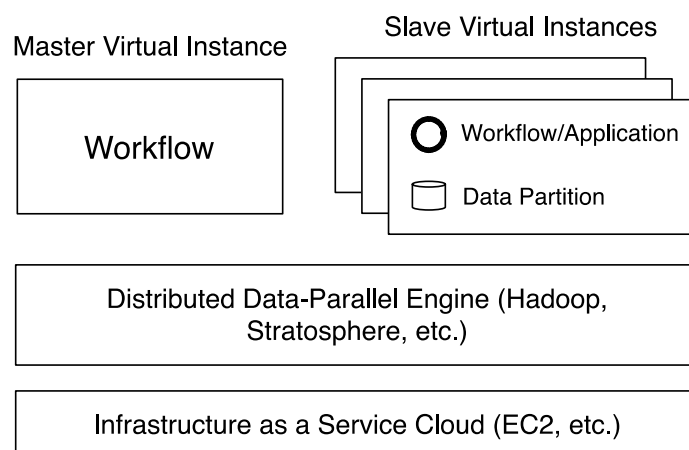 Master Virtual Instance
Slave Virtual Instances
Workflow
Workflow/Application
Data Partition
Distributed Data-Parallel Engine (Hadoop,
Stratosphere, etc.)
Infrastructure as a Service Cloud (EC2, etc.)